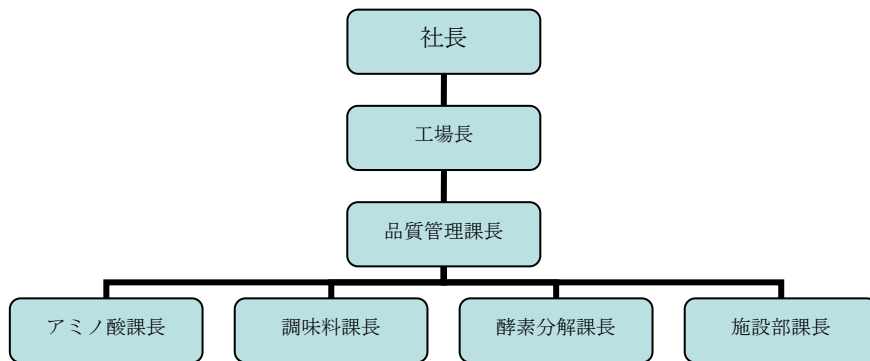 社長
工場長
品質管理課長
アミノ酸課長
調味料課長
酵素分解課長
施設部課長